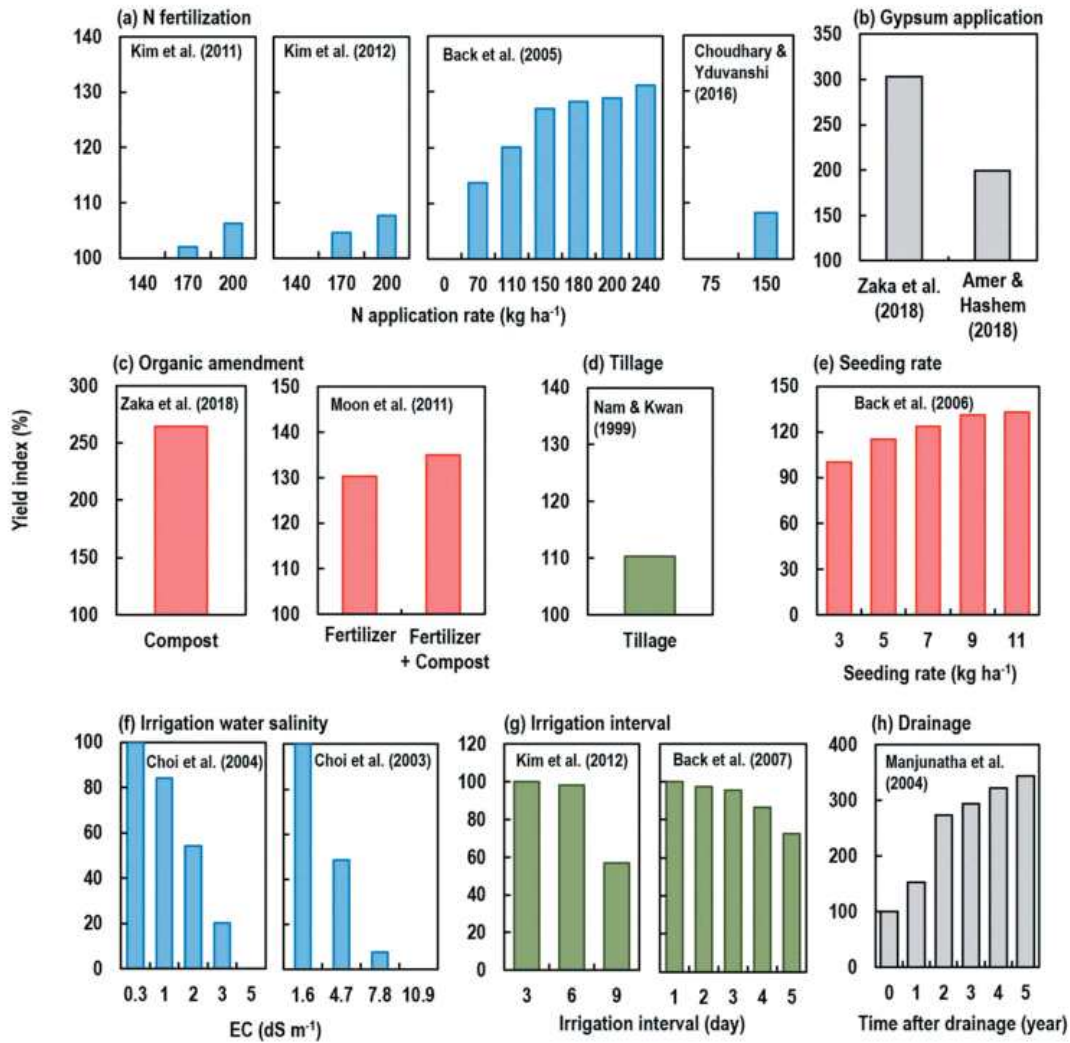 (a) N fertilization
140
130
120
110
100
Kim et al. (2011)
140 170 200
Kim et al. (2012)
140 170 200
Back et al. (2005)
0 70 110 150 180 200 240
Choudhary &
Yduvanshi
(2016)
75 150
N application rate (kg ha⁻¹)
(b) Gypsum application
350
300
250
200
150
100
Zaka et al.
(2018)
Amer &
Hashem
(2018)
Yield index (%)
(c) Organic amendment
300
250
200
250
150
100
Zaka et al. (2018)
Compost
150
145
140
130
120
110
100
Moon et al. (2011)
Fertilizer
Fertilizer
+ Compost
(d) Tillage
140
130
120
110
100
Nam & Kwan
(1999)
Tillage
(e) Seeding rate
150
120
90
60
30
0
Back et al. (2006)
3 5 7 9 11
Seeding rate (kg ha⁻¹)
(f) Irrigation water salinity
100
80
60
40
20
0
Choi et al. (2004)
0.3 1 2 3 5
Choi et al. (2003)
1.6 4.7 7.8 10.9
EC (dS m⁻¹)
(g) Irrigation interval
120
100
80
60
40
20
0
Kim et al. (2012)
3 6 9
Back et al. (2007)
1 2 3 4 5
Irrigation interval (day)
(h) Drainage
400
300
200
100
0
Manjunatha et al.
(2004)
0 1 2 3 4 5
Time after drainage (year)